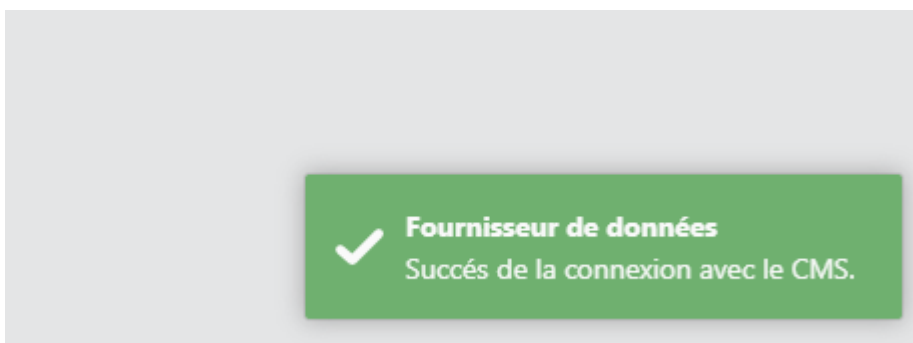 Fournisseur de données
Succés de la connexion avec le CMS.